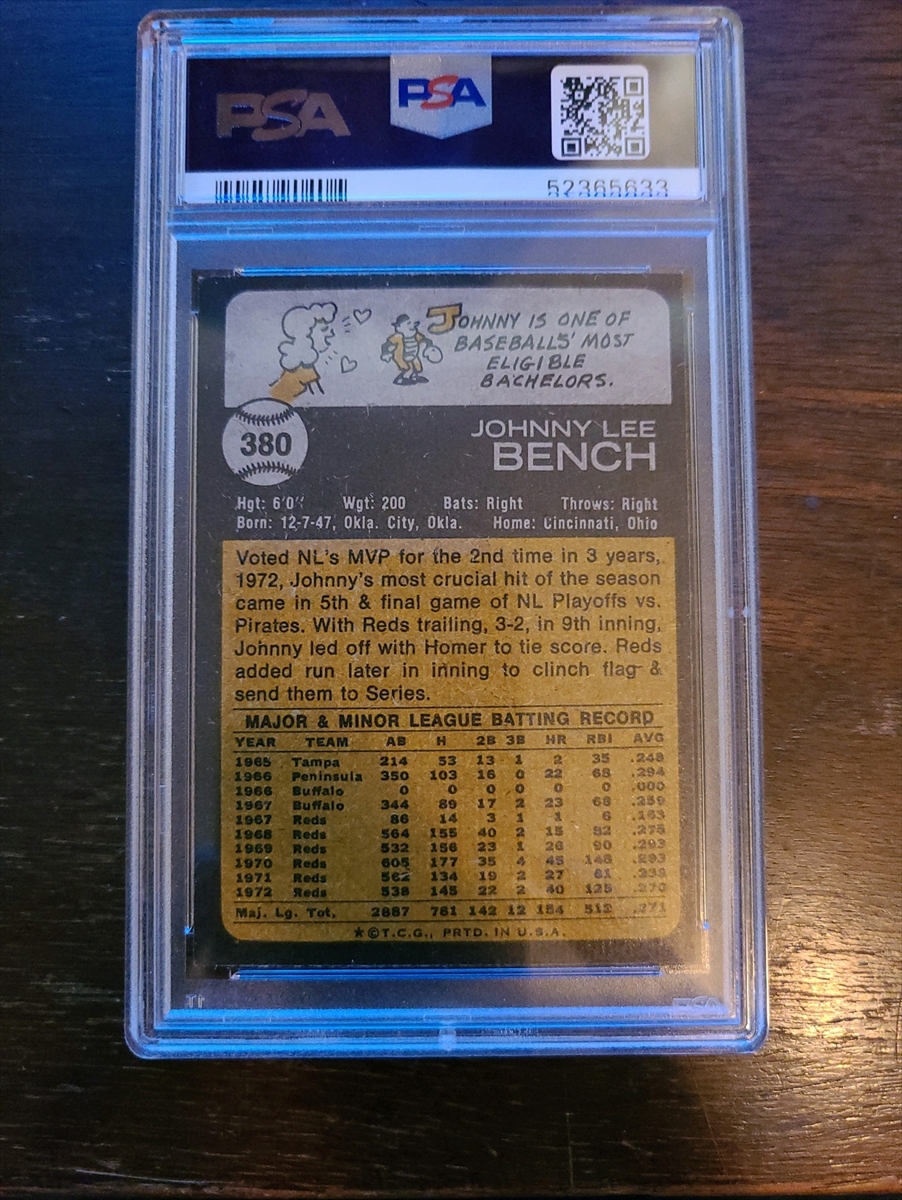 PSA PSA
52365633
JOHNNY IS ONE OF
BASEBALLS' MOST
ELIGIBLE
BACHELORS.
380
JOHNNY LEE
BENCH
Hgt: 6'0" Wgt: 200 Bats: Right Throws: Right
Born: 12-7-47, Okla. City, Okla. Home: Cincinnati, Ohio
Voted NL's MVP for the 2nd time in 3 years,
1972, Johnny's most crucial hit of the season
came in 5th & final game of NL Playoffs vs.
Pirates. With Reds trailing, 3-2, in 9th inning,
Johnny led off with Homer to tie score. Reds
added run later in inning to clinch flag & 
send them to Series.
MAJOR & MINOR LEAGUE BATTING RECORD
YEAR TEAM AB H 2B 3B HR RBI AVG
1965 Tampa 214 53 13 1 2 35 .248
1966 Peninsula 350 103 16 0 22 68 .294
1966 Buffalo 0 0 0 0 0 0 .000
1967 Buffalo 344 89 17 2 23 68 .259
1967 Reds 86 14 3 1 1 6 .163
1968 Reds 564 155 40 2 15 82 .275
1969 Reds 532 156 23 1 26 90 .293
1970 Reds 605 177 35 4 45 148 .293
1971 Reds 562 134 19 2 27 61 .238
1972 Reds 538 145 22 2 40 125 .270
Maj. Lg. Tot. 2887 781 142 12 154 512 .271
★©T.C.G., PRTD. IN U.S.A.
PSA